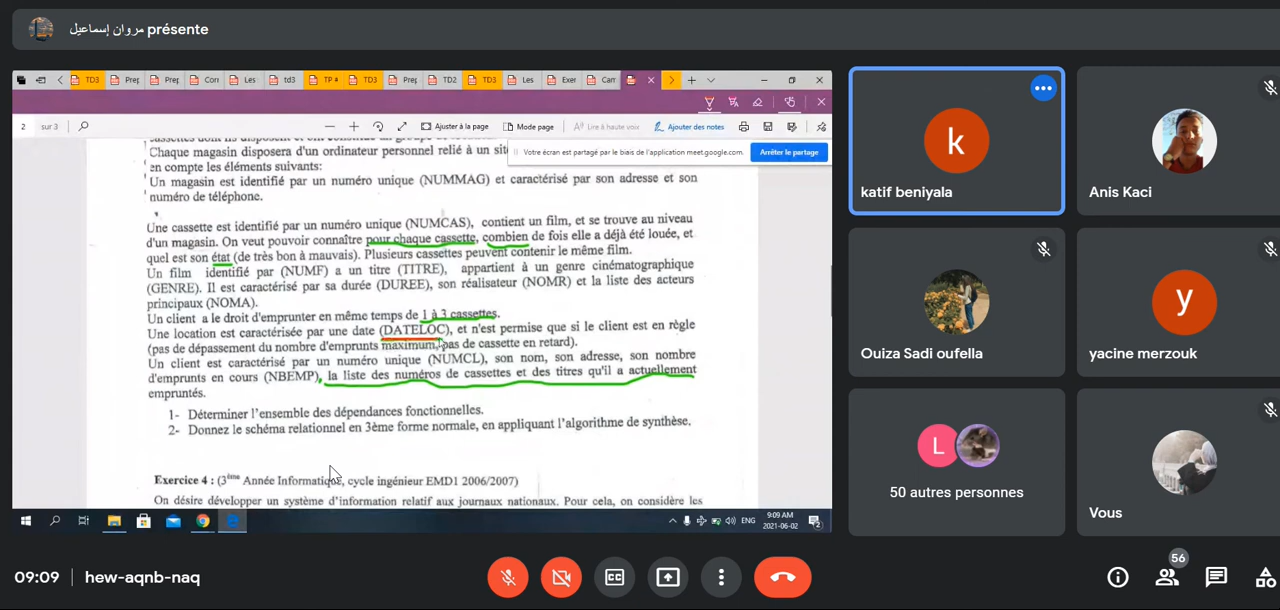 مروان إسماعيل présente
TD3
Prep
Prep
Corr
Les
td3
TP #
TD3
Prep
TD2
TD3
Les
Exer
Cam
2 sur 3
Ajuster à la page
Mode page
Lire à haute voix
Ajouter des notes
Chaque magasin disposera d'un ordinateur personnel relié à un
Votre écran est partagé par le biais de l'application meet.google.com.
Arrêter le partage
en compte les éléments suivants:
Un magasin est identifié par un numéro unique (NUMMAG) et caractérisé par son adresse et son
numéro de téléphone.
Une cassette est identifié par un numéro unique (NUMCAS), contient un film, et se trouve au niveau
d'un magasin. On veut pouvoir connaître pour chaque cassette, combien de fois elle a déjà été louée, et
quel est son état (de très bon à mauvais). Plusieurs cassettes peuvent contenir le même film.
Un film identifié par (NUMF) a un titre (TITRE), appartient à un genre cinématographique
(GENRE). Il est caractérisé par sa durée (DUREE), son réalisateur (NOMR) et la liste des acteurs
principaux (NOMA).
Un client a le droit d'emprunter en même temps de 1 à 3 cassettes.
Une location est caractérisée par une date (DATELOC), et n'est permise que si le client est en règle
(pas de dépassement du nombre d'emprunts maximum, pas de cassette en retard).
Un client est caractérisé par un numéro unique (NUMCL), son nom, son adresse, son nombre
d'emprunts en cours (NBEMP), la liste des numéros de cassettes et des titres qu'il a actuellement
empruntés.
1- Déterminer l'ensemble des dépendances fonctionnelles.
2- Donnez le schéma relationnel en 3ème forme normale, en appliquant l'algorithme de synthèse.
Exercice 4 : (3ème Année Informatique, cycle ingénieur EMD1 2006/2007)
On désire développer un système d'information relatif aux journaux nationaux. Pour cela, on considère les
ENG
9:09 AM
2021-06-02
2
k
katif beniyala
Anis Kaci
Ouiza Sadi oufella
y
yacine merzouk
L
50 autres personnes
Vous
09:09 | hew-aqnb-naq
56